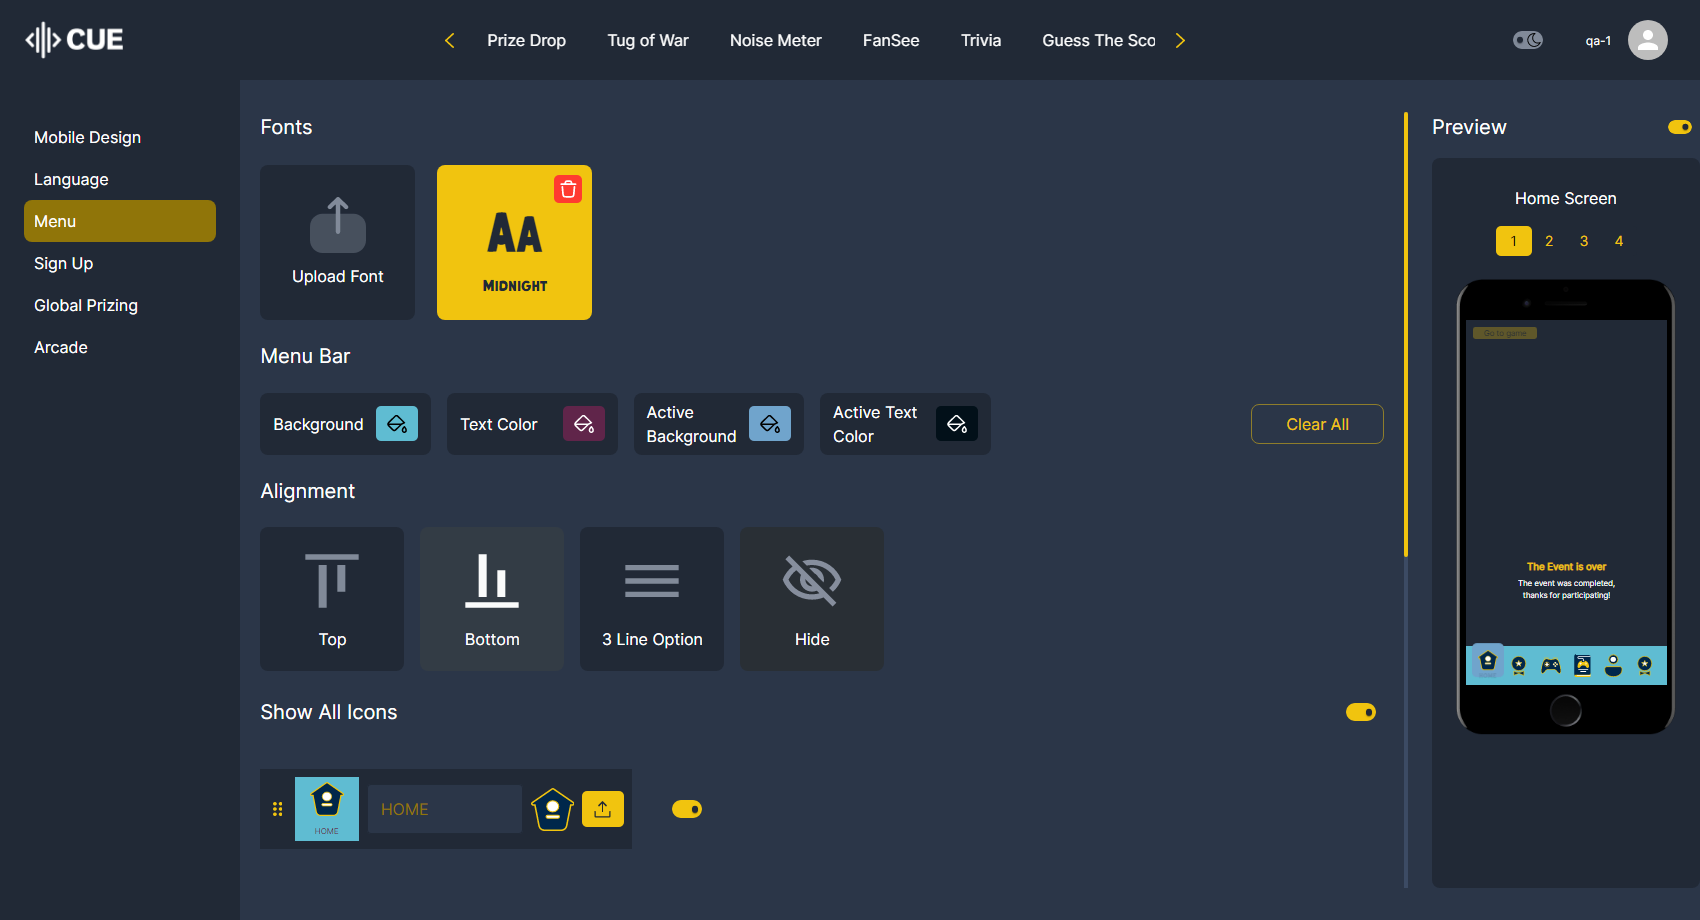 CUE
Prize Drop
Tug of War
Noise Meter
FanSee
Trivia
Guess The Sco
qa-1
Mobile Design
Language
Menu
Sign Up
Global Prizing
Arcade
Fonts
Upload Font
AA
MIDNIGHT
Menu Bar
Background
Text Color
Active
Background
Active Text
Color
Clear All
Alignment
Top
Bottom
3 Line Option
Hide
Show All Icons
HOME
HOME
Preview
Home Screen
1 2 3 4
Go to game
The Event is over
The event was completed,
thanks for participating!